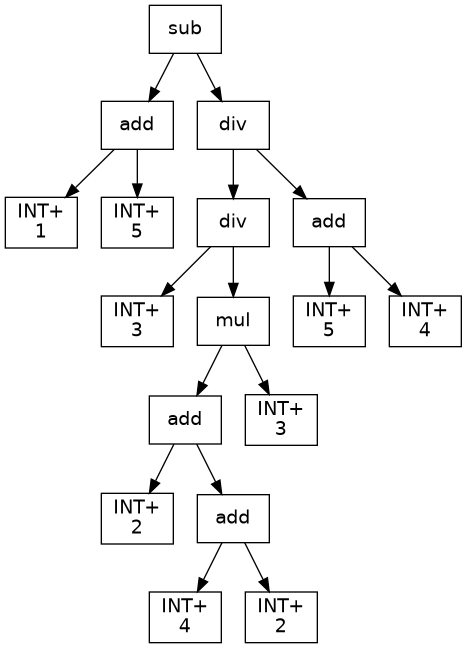 sub
add
div
INT+
1
INT+
5
div
add
INT+
3
mul
INT+
5
INT+
4
add
INT+
3
INT+
2
add
INT+
4
INT+
2